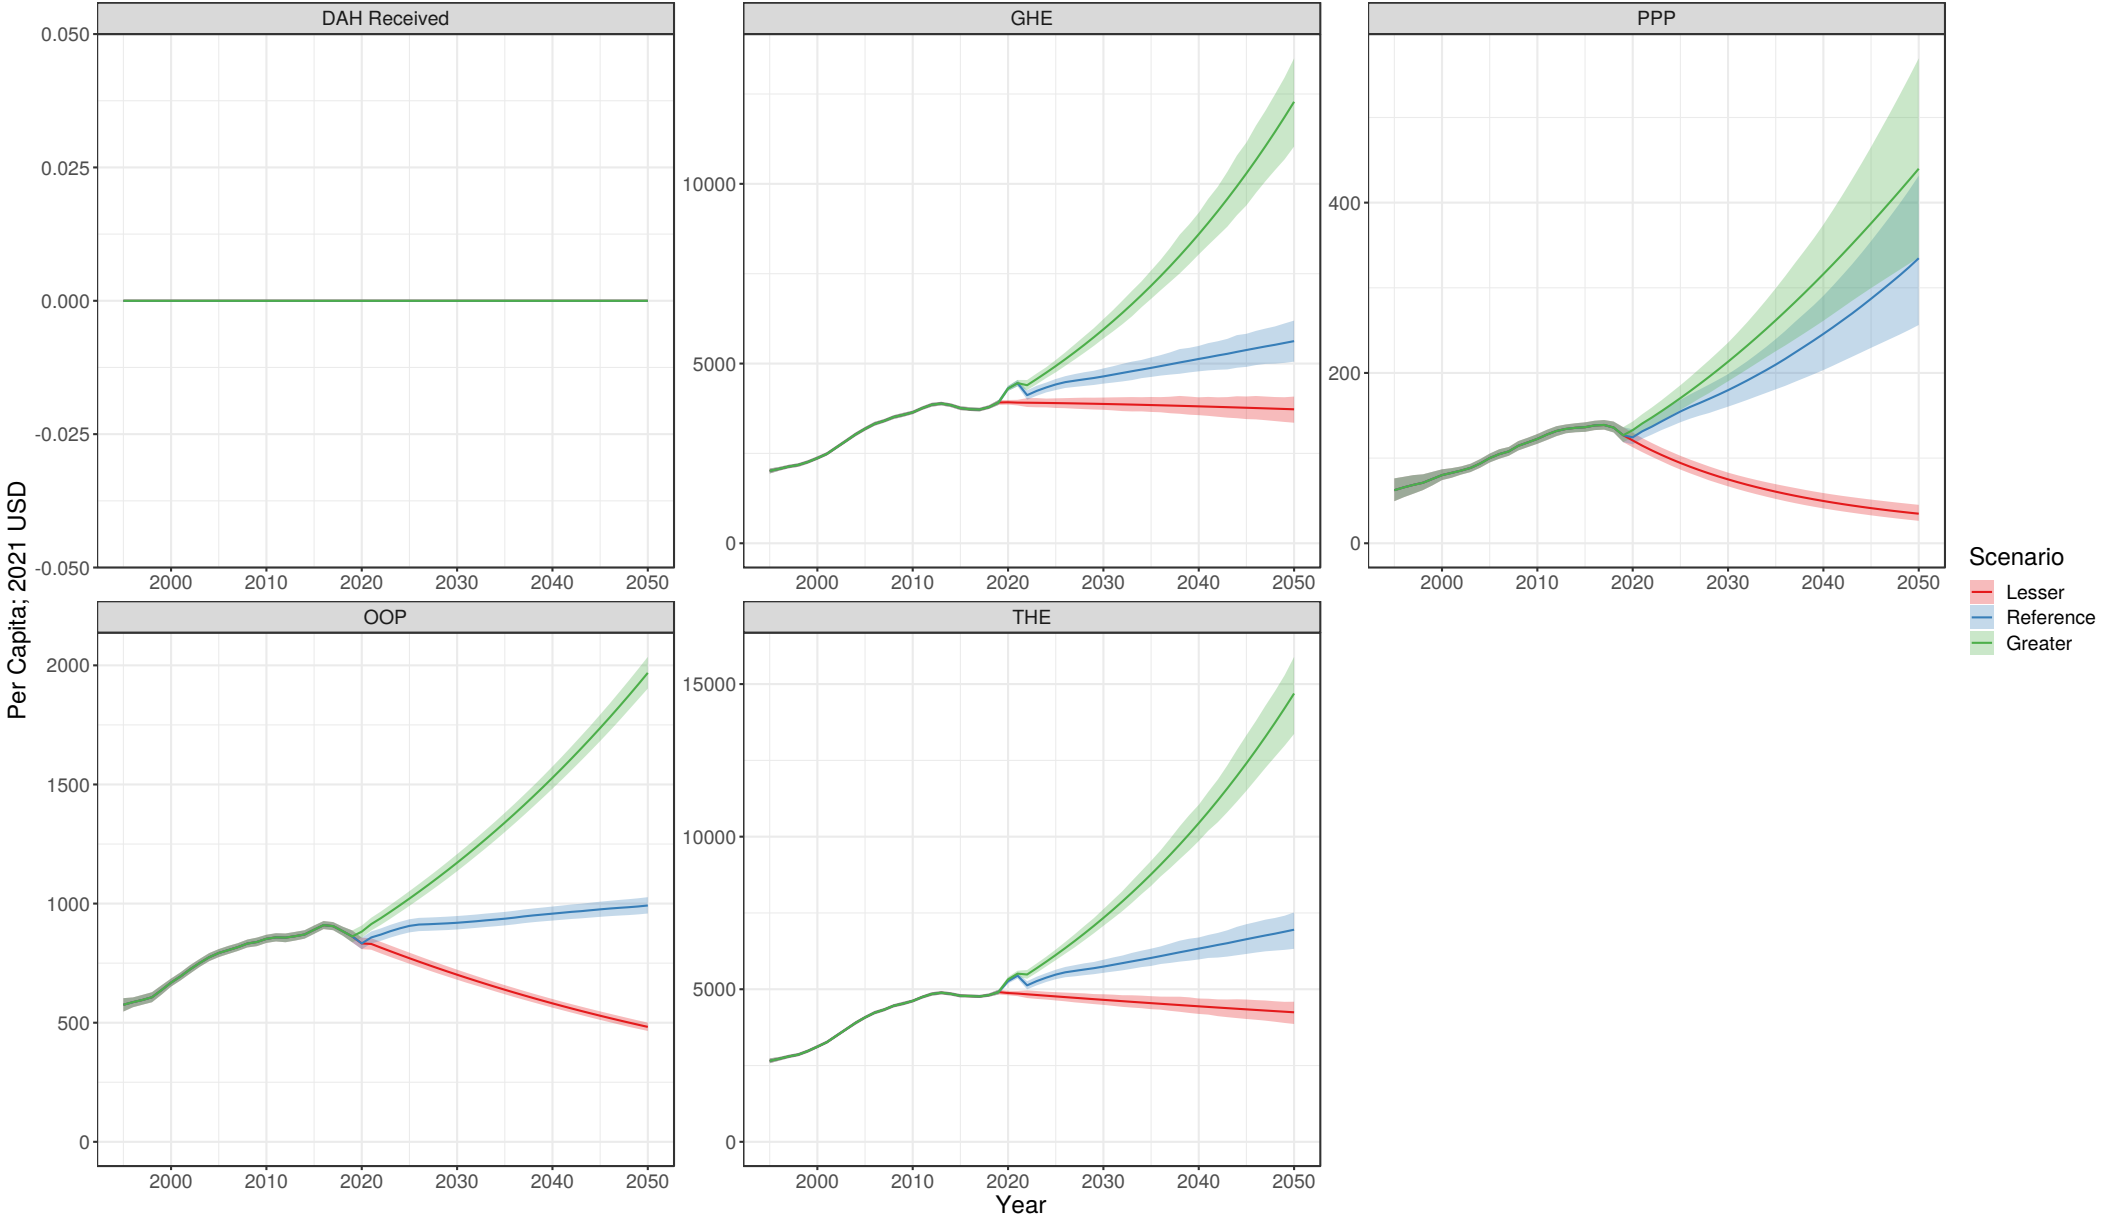 DAH Received
GHE
PPP
0.050
0.025
0.000
-0.025
-0.050
10000
5000
0
400
200
0
2000 2010 2020 2030 2040 2050
2000 2010 2020 2030 2040 2050
2000 2010 2020 2030 2040 2050
Per Capita; 2021 USD
Scenario
Lesser
Reference
Greater
OOP
THE
2000
1500
1000
500
0
15000
10000
5000
0
2000 2010 2020 2030 2040 2050
2000 2010 2020 2030 2040 2050
Year